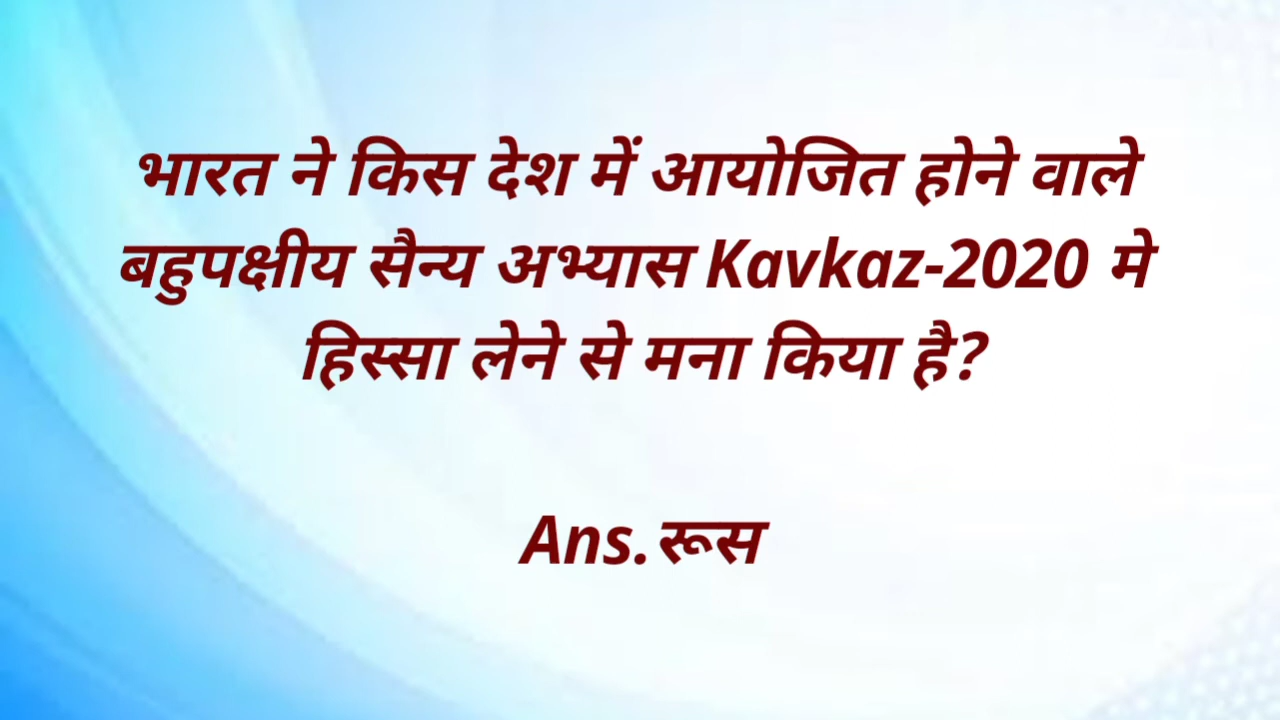 भारत ने किस देश में आयोजित होने वाले
बहुपक्षीय सैन्य अभ्यास Kavkaz-2020 मे
हिस्सा लेने से मना किया है?
Ans.रूस